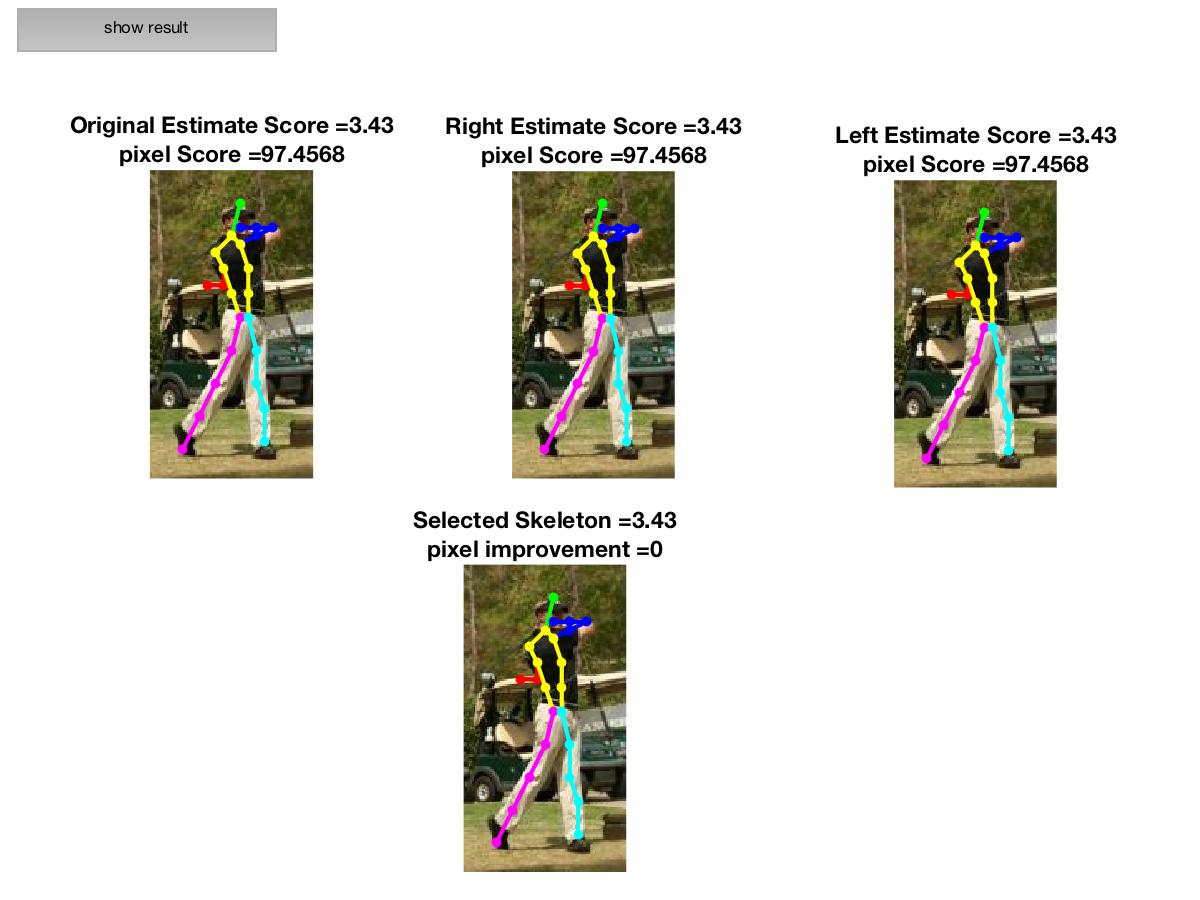 show result
Original Estimate Score =3.43
pixel Score =97.4568
Right Estimate Score =3.43
pixel Score =97.4568
Left Estimate Score =3.43
pixel Score =97.4568
Selected Skeleton =3.43
pixel improvement =0